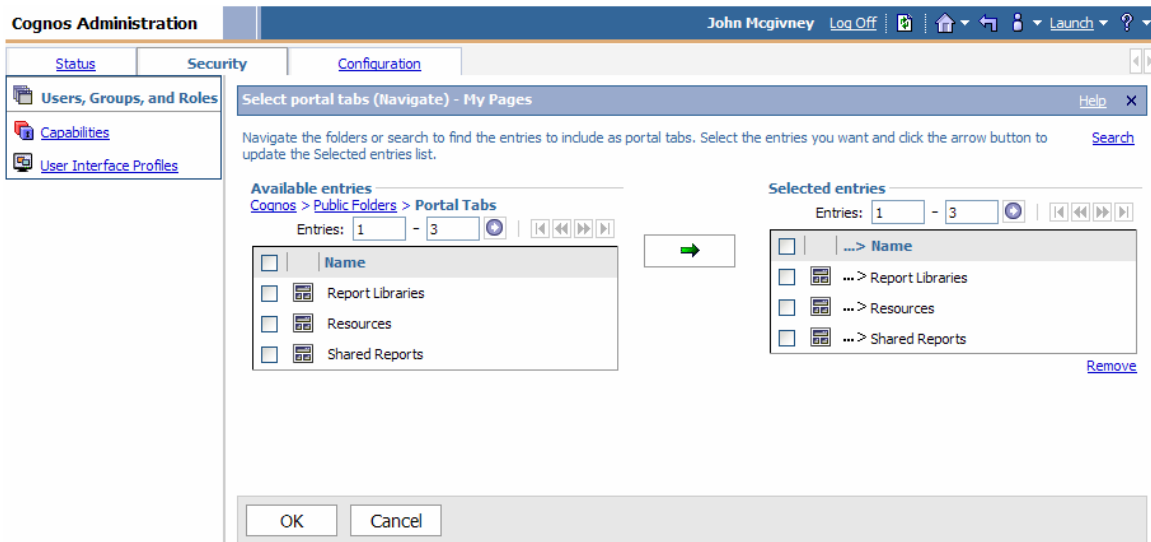 Cognos Administration
John Mcgivney Log Off Launch ?
Status Security Configuration
Users, Groups, and Roles
Capabilities
User Interface Profiles
Select portal tabs (Navigate) - My Pages Help X
Navigate the folders or search to find the entries to include as portal tabs. Select the entries you want and click the arrow button to
update the Selected entries list.
Search
Available entries
Cognos > Public Folders > Portal Tabs
Entries: 1 - 3
Name
Report Libraries
Resources
Shared Reports
Selected entries
Entries: 1 - 3
...> Name
... > Report Libraries
... > Resources
... > Shared Reports
Remove
OK Cancel